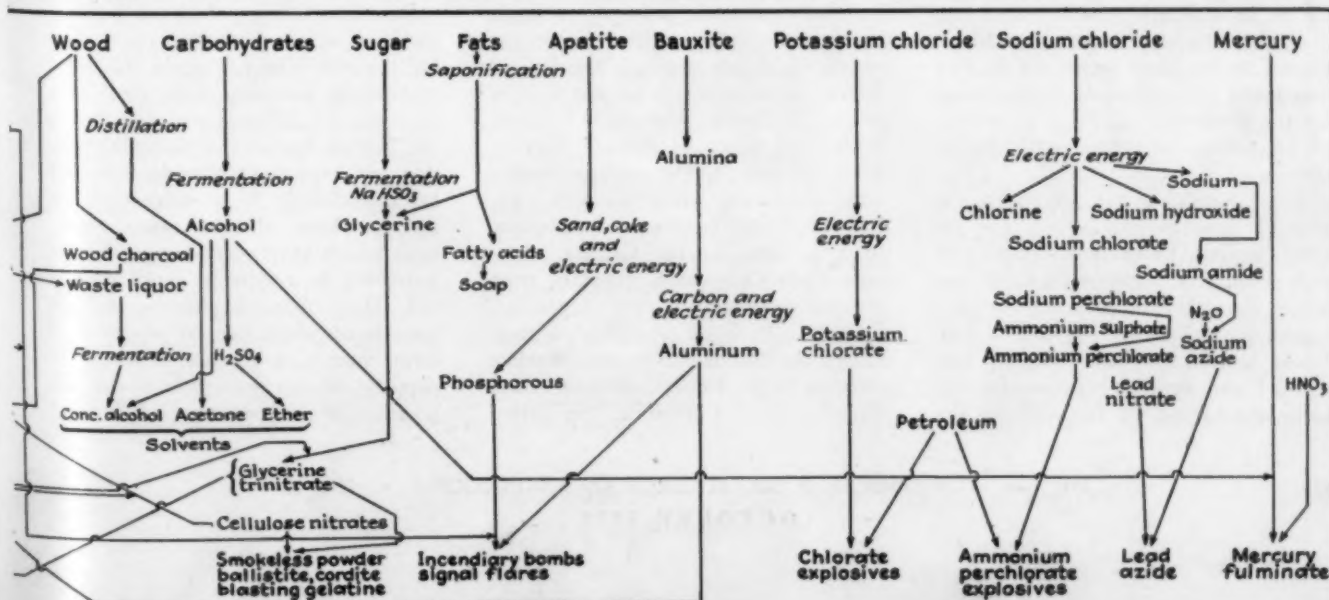 Wood Carbohydrates Sugar Fats Apatite Bauxite Potassium chloride Sodium chloride Mercury
Saponification
Distillation
Alumina
Electric energy
Fermentation
Fermentation
NaHSO3
Sodium
Alcohol
Glycerine
Chlorine
Sodium hydroxide
Sand, coke
and
electric energy
Electric
energy
Wood charcoal
Fatty acids
Sodium chlorate
Waste liquor
Soap
Sodium amide
Carbon and
electric energy
Sodium perchlorate
N2O
Potassium
chlorate
Ammonium sulphate
Sodium
azide
Fermentation
H2SO4
Aluminum
Ammonium perchlorate
Phosphorous
Lead
nitrate
HNO3
Conc. alcohol Acetone Ether
Solvents
Petroleum
Glycerine
trinitrate
Cellulose nitrates
Smokeless powder
ballistite, cordite
blasting gelatine
Incendiary bombs
signal flares
Chlorate
explosives
Ammonium
perchlorate
explosives
Lead
azide
Mercury
fulminate